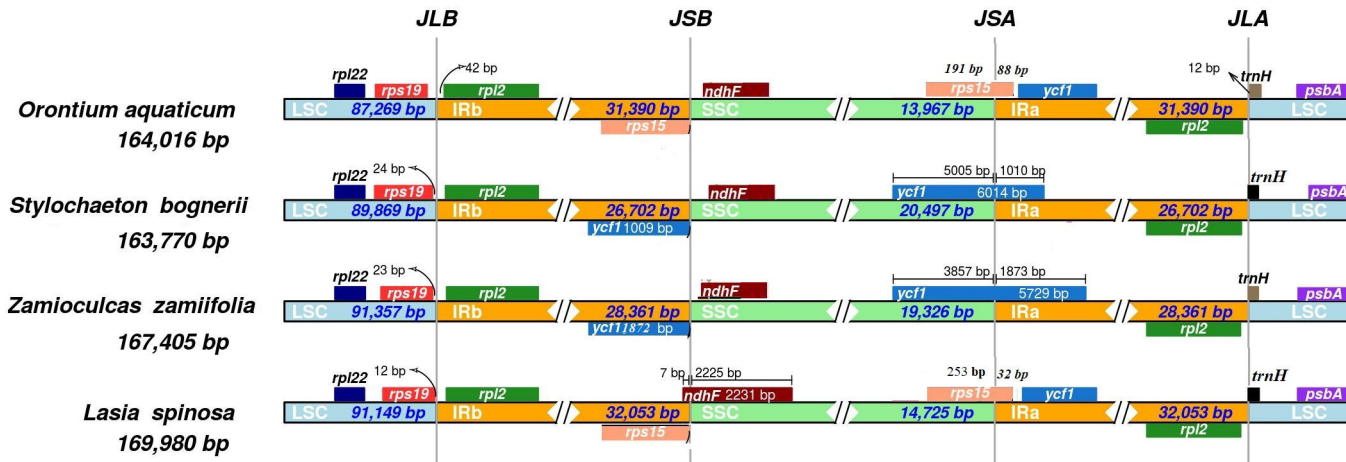 JLB JSB JSA JLA
rpl22 42 bp 191 bp 88 bp 12 bp trnH
rps19 rpl2 ndhF rps15 ycf1 psbA
Orontium aquaticum LSC 87,269 bp IRb 31,390 bp SSC 13,967 bp IRa 31,390 bp LSC
rps15 rpl2
164,016 bp
rpl22 24 bp 5005 bp 1010 bp trnH
rps19 rpl2 ndhF ycf1 6014 bp psbA
Stylochaeton bognerii LSC 89,869 bp IRb 26,702 bp SSC 20,497 bp IRa 26,702 bp LSC
ycf1 1009 bp rpl2
163,770 bp
rpl22 23 bp 3857 bp 1873 bp trnH
rps19 rpl2 ndhF ycf1 5729 bp psbA
Zamioculcas zamiifolia LSC 91,357 bp IRb 28,361 bp SSC 19,326 bp IRa 28,361 bp LSC
ycf1 1872 bp rpl2
167,405 bp
rpl22 12 bp 7 bp 2225 bp 253 bp 32 bp trnH
rps19 rpl2 ndhF 2231 bp rps15 ycf1 psbA
Lasia spinosa LSC 91,149 bp IRb 32,053 bp SSC 14,725 bp IRa 32,053 bp LSC
rps15 rpl2
169,980 bp